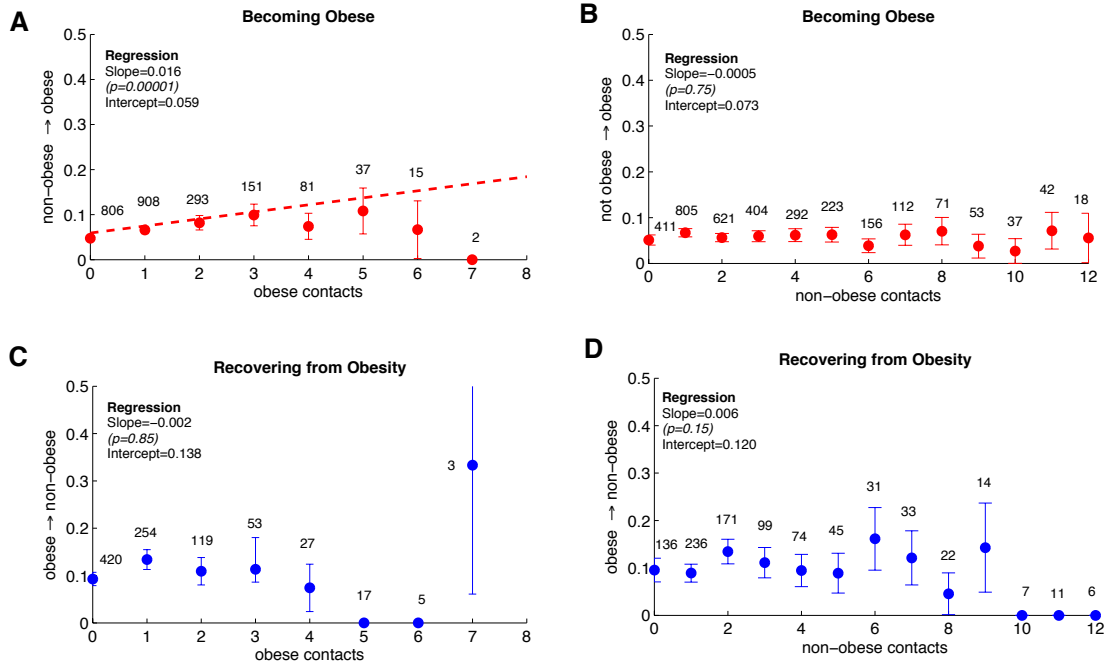 A
Becoming Obese
Regression
Slope=0.016
(p=0.00001)
Intercept=0.059
non−obese → obese
0.5
0.4
0.3
0.2
0.1
0
806 908 293 151 81 37 15 2
0 1 2 3 4 5 6 7 8
obese contacts
B
Becoming Obese
Regression
Slope=−0.0005
(p=0.75)
Intercept=0.073
not obese → obese
0.5
0.4
0.3
0.2
0.1
0
411 805 621 404 292 223 156 112 71 53 37 42 18
0 2 4 6 8 10 12
non−obese contacts
C
Recovering from Obesity
Regression
Slope=−0.002
(p=0.85)
Intercept=0.138
obese → non−obese
0.5
0.4
0.3
0.2
0.1
0
420 254 119 53 27 17 5 3
0 1 2 3 4 5 6 7 8
obese contacts
D
Recovering from Obesity
Regression
Slope=0.006
(p=0.15)
Intercept=0.120
obese → non−obese
0.5
0.4
0.3
0.2
0.1
0
136 236 171 99 74 45 31 33 22 14 7 11 6
0 2 4 6 8 10 12
non−obese contacts